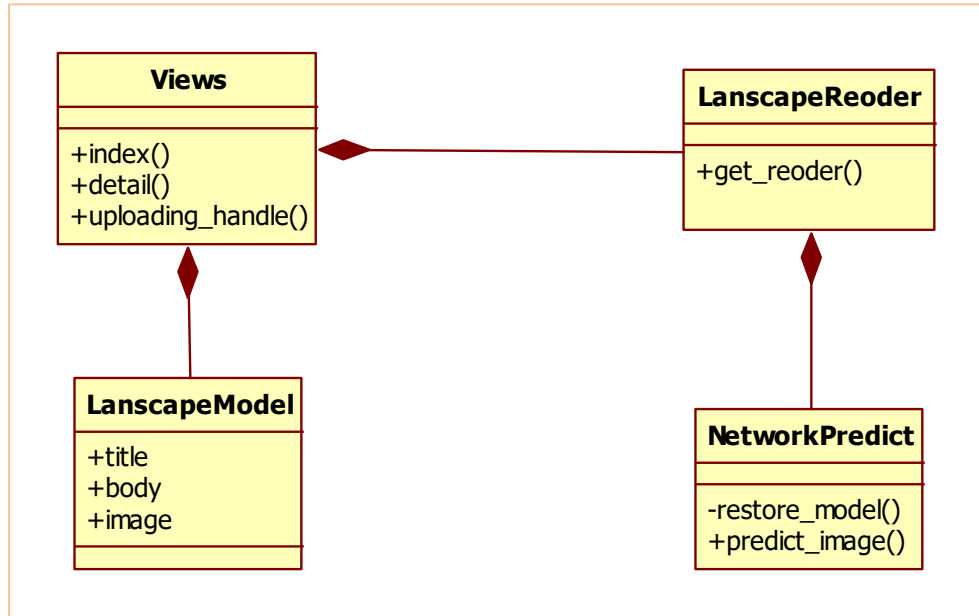 Views
+index()
+detail()
+uploading_handle()
LanscapeReoder
+get_reoder()
LanscapeModel
+title
+body
+image
NetworkPredict
-restore_model()
+predict_image()